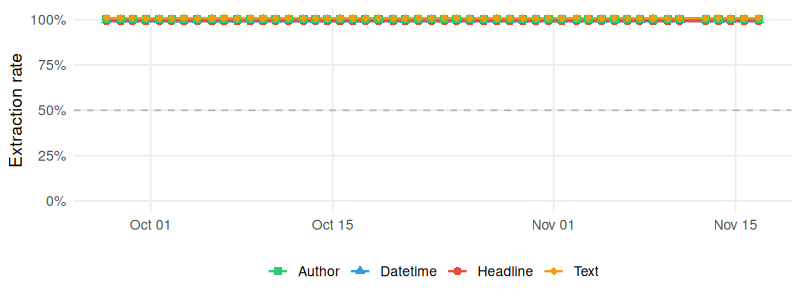 Extraction rate
100%
75%
50%
25%
0%
Oct 01 Oct 15 Nov 01 Nov 15
Author Datetime Headline Text